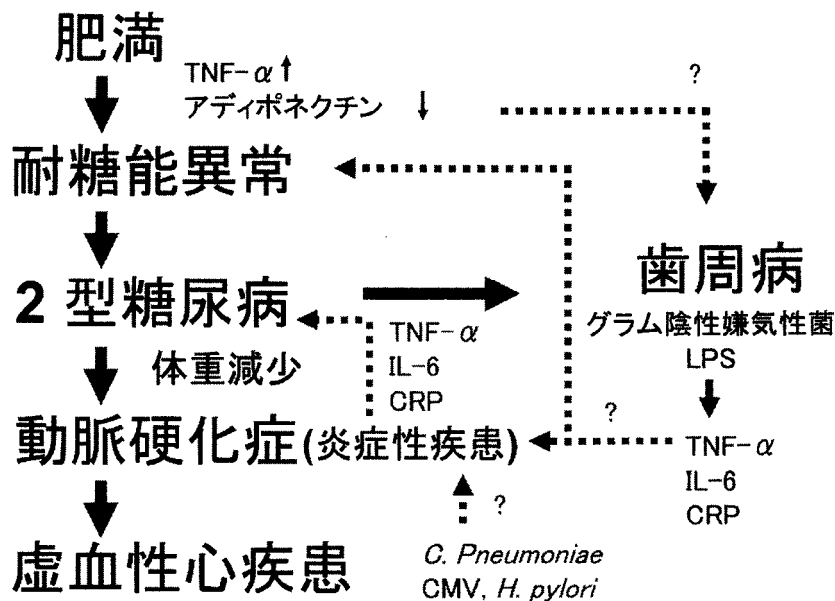 肥満
TNF-α↑
アディポネクチン ↓
?
耐糖能異常
2 型糖尿病
体重減少
TNF-α
IL-6
CRP
動脈硬化症(炎症性疾患)
虚血性心疾患
?
C. Pneumoniae
CMV, H. pylori
歯周病
グラム陰性嫌気性菌
LPS
?
TNF-α
IL-6
CRP